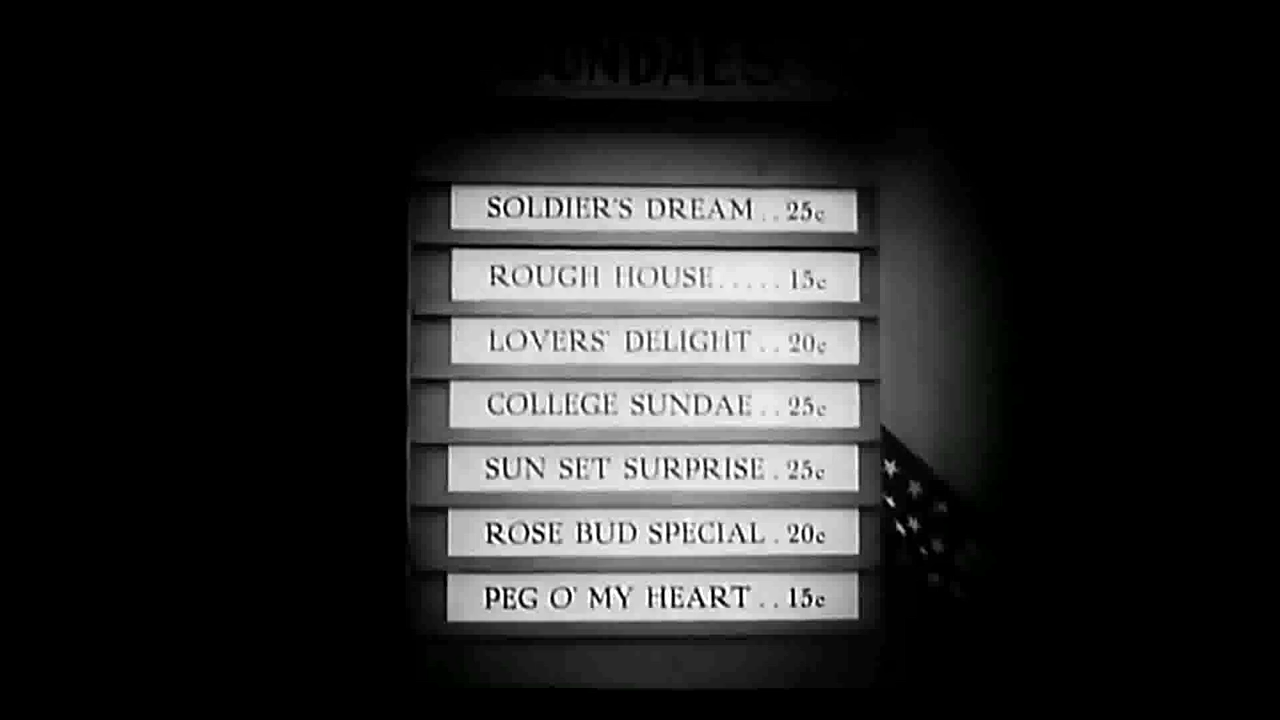 SUNDAES
SOLDIER'S DREAM . . 25c
ROUGH HOUSE . . . . . 15c
LOVERS' DELIGHT . . 20c
COLLEGE SUNDAE . . 25c
SUN SET SURPRISE . 25c
ROSE BUD SPECIAL . 20c
PEG O' MY HEART . . 15c